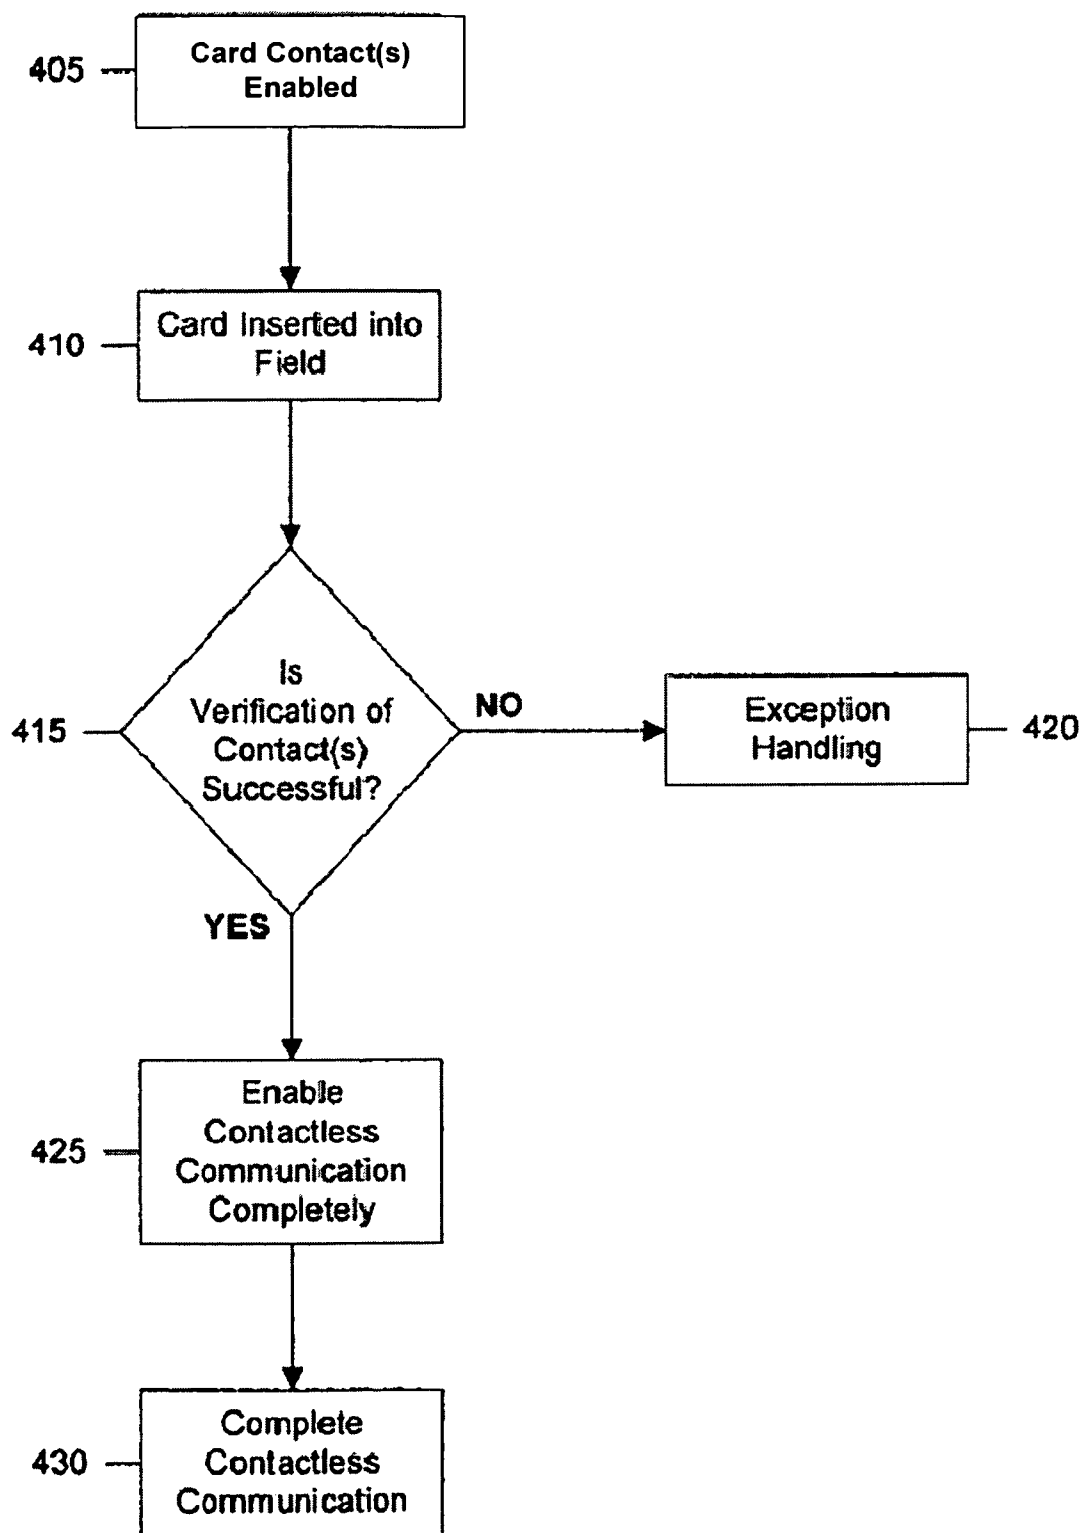 405
Card Contact(s)
Enabled
410
Card Inserted into
Field
415
Is
Verification of
Contact(s)
Successful?
NO
Exception
Handling
420
YES
425
Enable
Contactless
Communication
Completely
430
Complete
Contactless
Communication